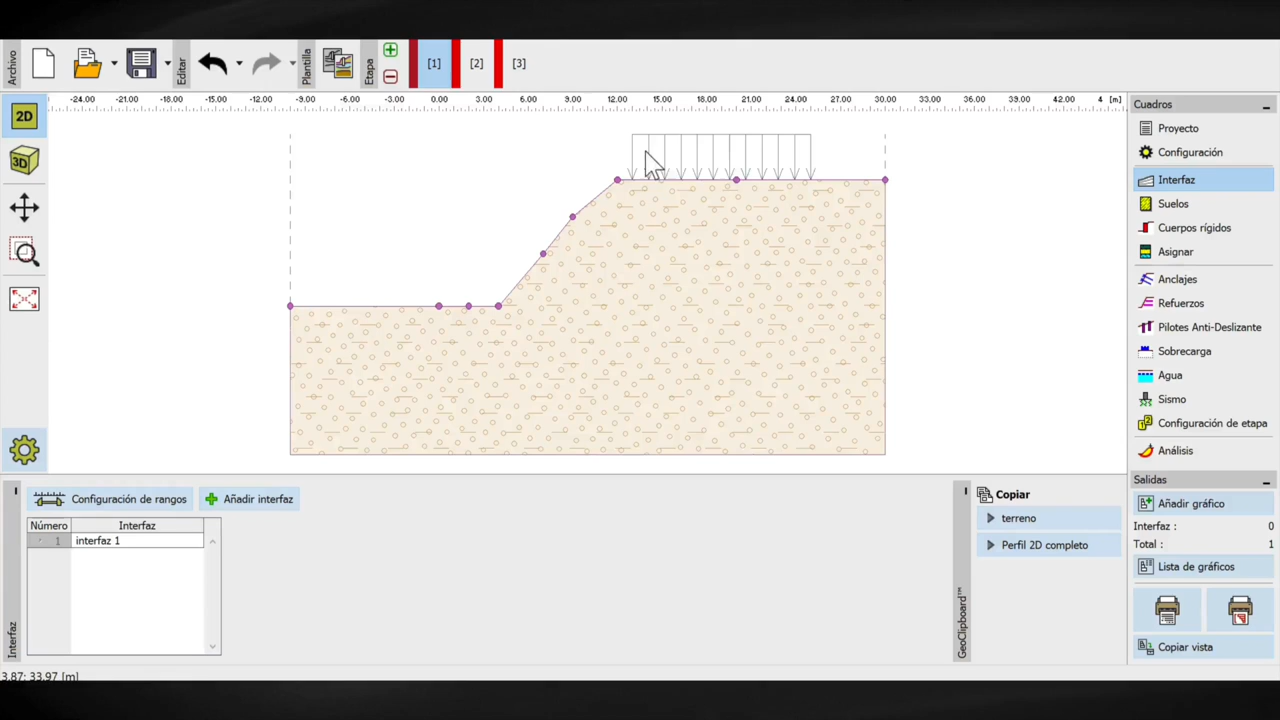 Archivo
Editar
Plantilla
Etapa
[1]
[2]
[3]
-24.00 -21.00 -18.00 -15.00 -12.00 -9.00 -6.00 -3.00 0.00 3.00 6.00 9.00 12.00 15.00 18.00 21.00 24.00 27.00 30.00 33.00 36.00 39.00 42.00 4 [m]
2D
3D
Cuadros
Proyecto
Configuración
Interfaz
Suelos
Cuerpos rígidos
Asignar
Anclajes
Refuerzos
Pilotes Anti-Deslizante
Sobrecarga
Agua
Sismo
Configuración de etapa
Análisis
Salidas
Añadir gráfico
Interfaz : 0
Total : 1
Lista de gráficos
Copiar vista
Interfaz
Configuración de rangos
Añadir interfaz
Número Interfaz
1 interfaz 1
GeoClipboard™
Copiar
terreno
Perfil 2D completo
3.87; 33.97 [m]